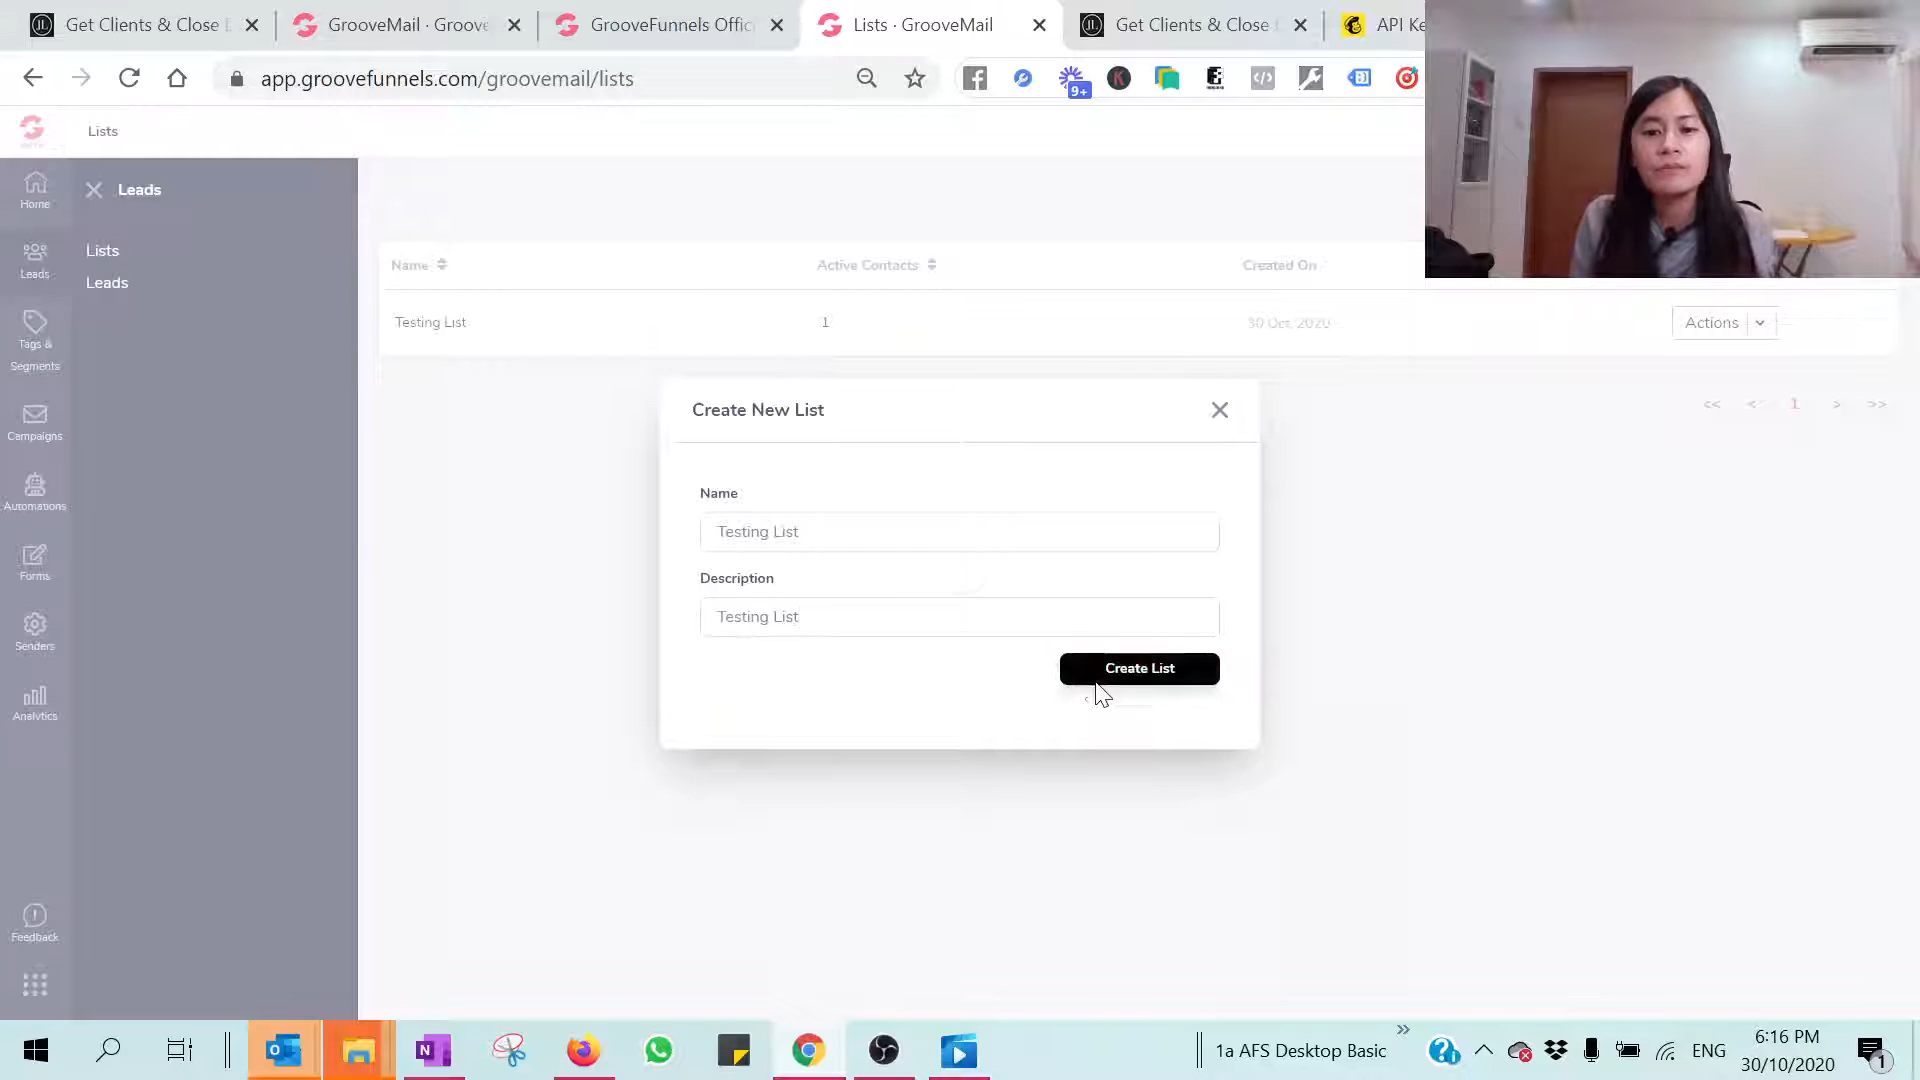 Get Clients & Close
GrooveMail · Groove
GrooveFunnels Offic
Lists · GrooveMail
Get Clients & Close
API Ke
app.groovefunnels.com/groovemail/lists
9+
Lists
Home
Leads
Tags &
Segments
Campaigns
Automations
Forms
Senders
Analytics
Feedback
Leads
Lists
Leads
Name
Active Contacts
Created On
Testing List
1
30 Oct, 2020
Actions
<< < 1 > >>
Create New List
Name
Testing List
Description
Testing List
Create List
1a AFS Desktop Basic
ENG
6:16 PM
30/10/2020
1